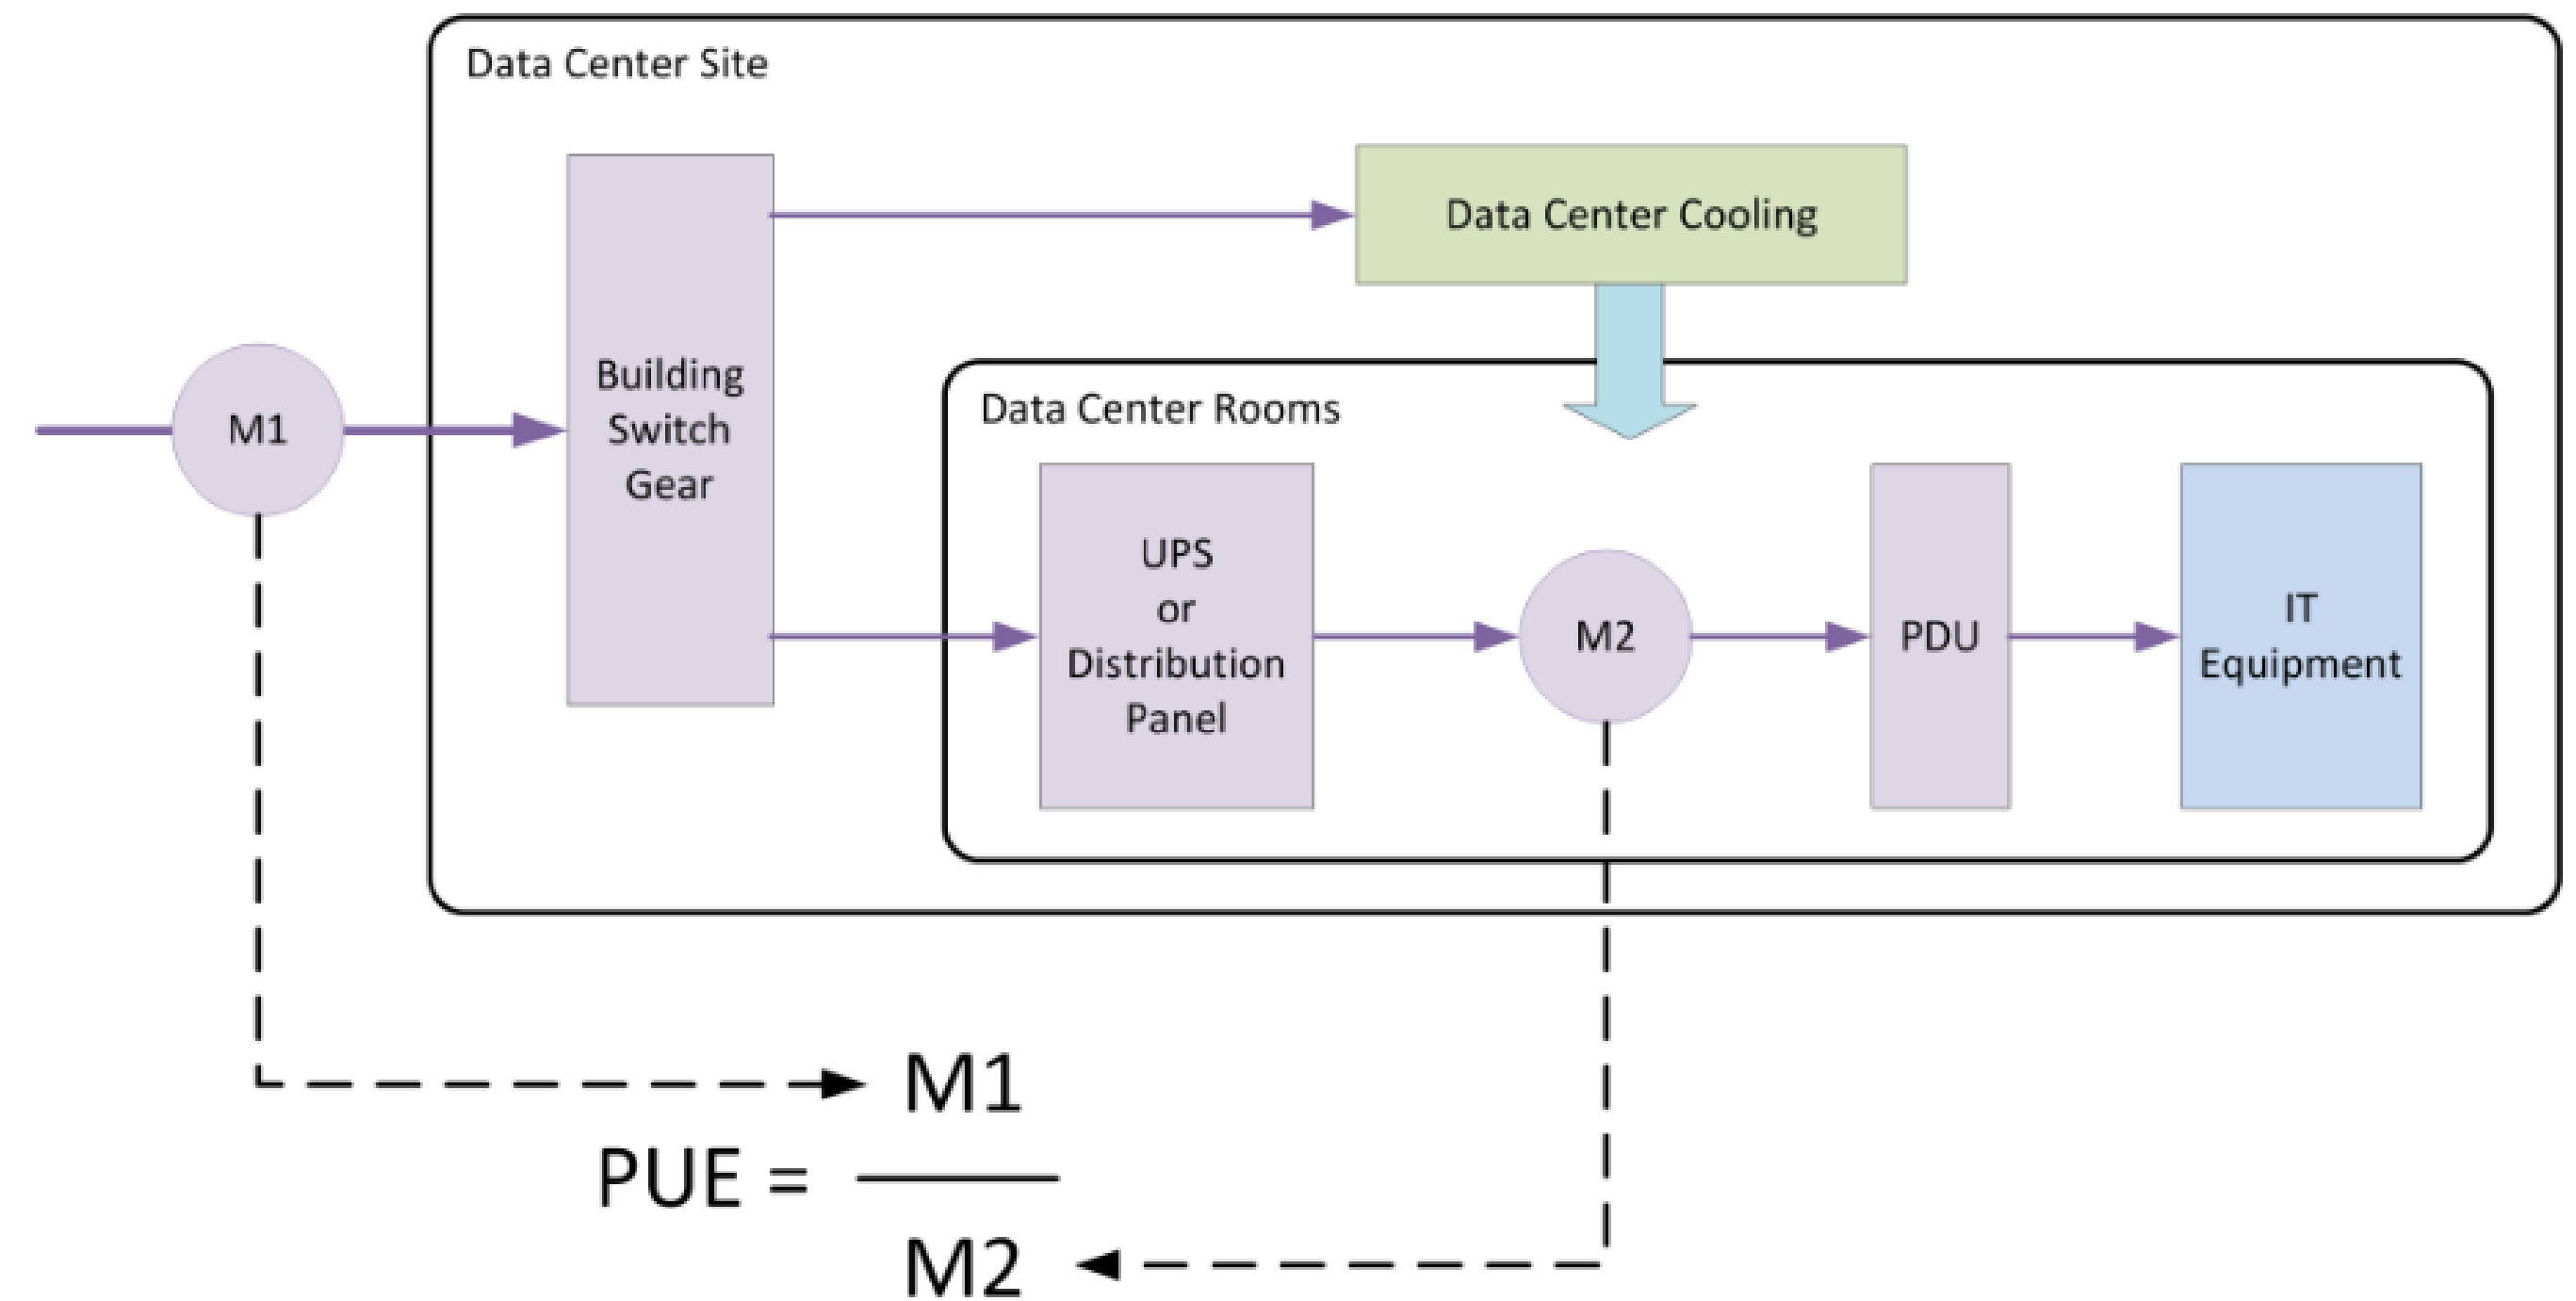 Data Center Site
Data Center Cooling
Building
Switch
Gear
M1
Data Center Rooms
UPS
or
Distribution
Panel
M2
PDU
IT
Equipment
M1
PUE =
M2